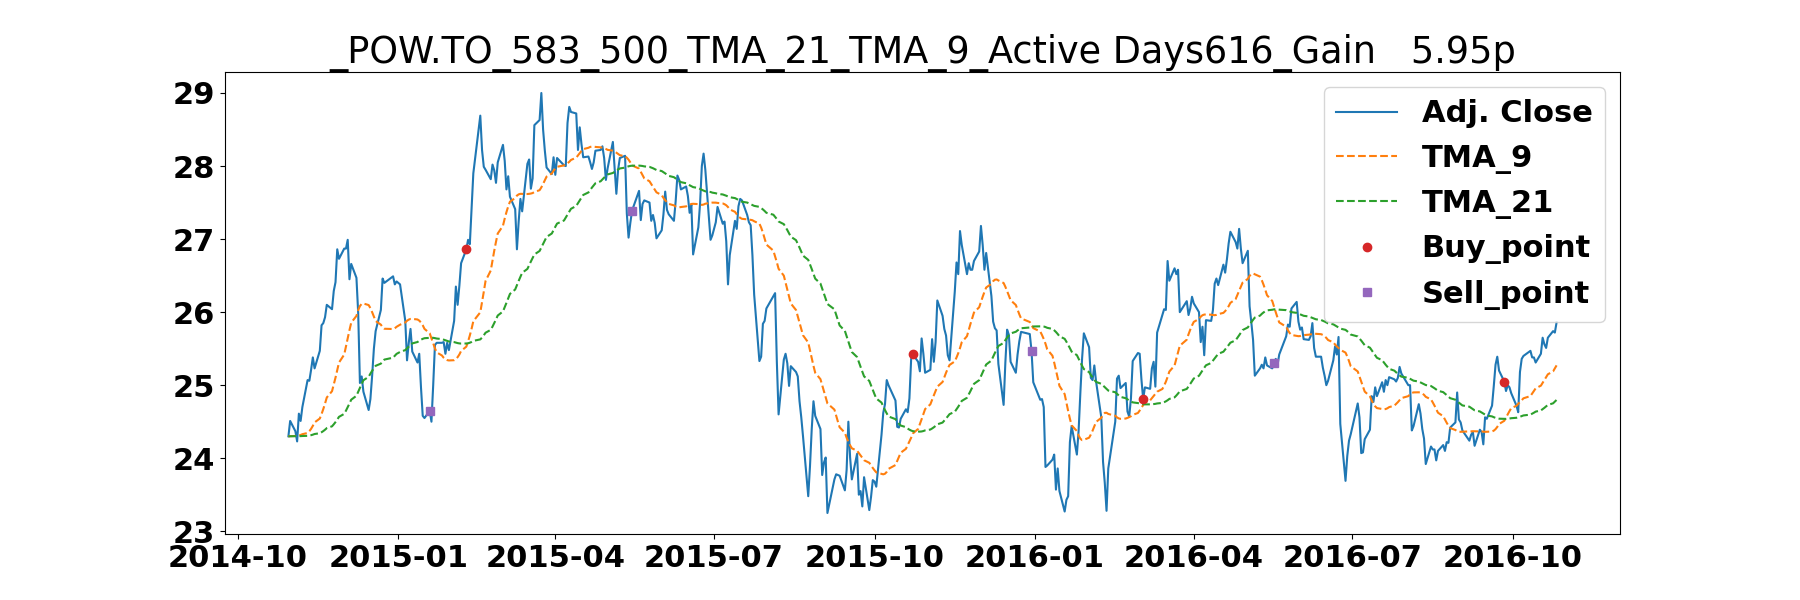 _POW.TO_583_500_TMA_21_TMA_9_Active Days616_Gain   5.95p
29
28
27
26
25
24
23
Adj. Close
TMA_9
TMA_21
Buy_point
Sell_point
2014-10 2015-01 2015-04 2015-07 2015-10 2016-01 2016-04 2016-07 2016-10